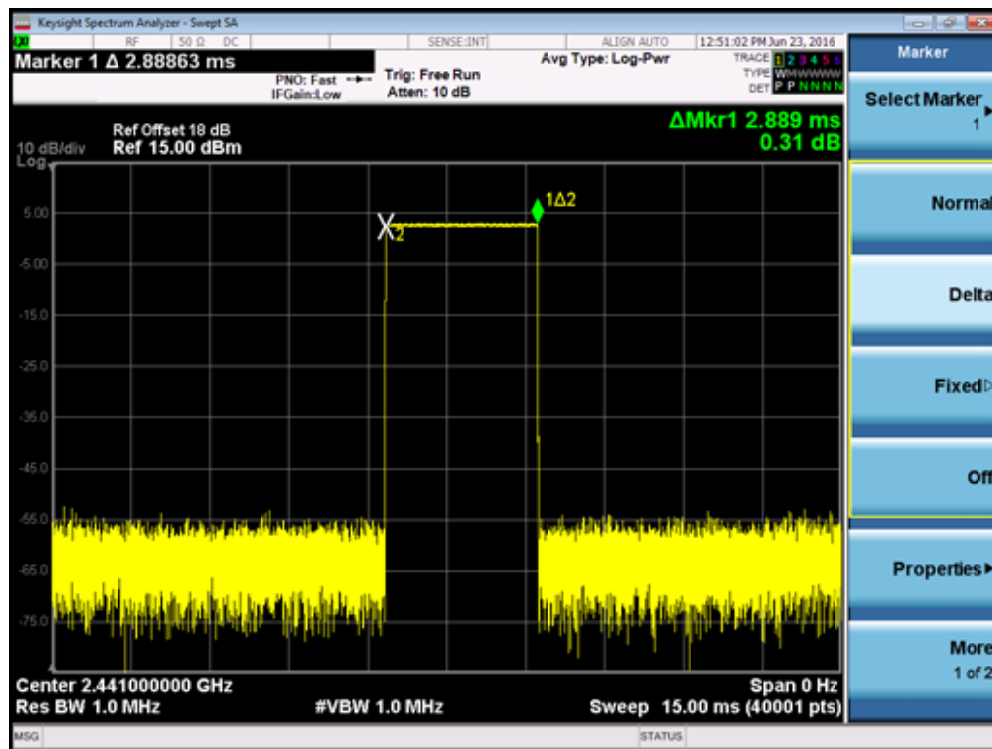 Keysight Spectrum Analyzer - Swept SA
RF 50 Ω DC SENSE:INT ALIGN AUTO 12:51:02 PM Jun 23, 2016
Marker 1 Δ 2.88863 ms
PNO: Fast
IFGain:Low
Trig: Free Run
Atten: 10 dB
Avg Type: Log-Pwr
TRACE 1 2 3 4 5 6
TYPE WMWWWW
DET P P N N N N
ΔMkr1 2.889 ms
0.31 dB
Ref Offset 18 dB
10 dB/div Ref 15.00 dBm
Log
5.00
-5.00
-15.0
-25.0
-35.0
-45.0
-55.0
-65.0
-75.0
1Δ2
2
Center 2.441000000 GHz Span 0 Hz
Res BW 1.0 MHz #VBW 1.0 MHz Sweep 15.00 ms (40001 pts)
MSG STATUS
Marker
Select Marker
1
Normal
Delta
Fixed
Off
Properties
More
1 of 2